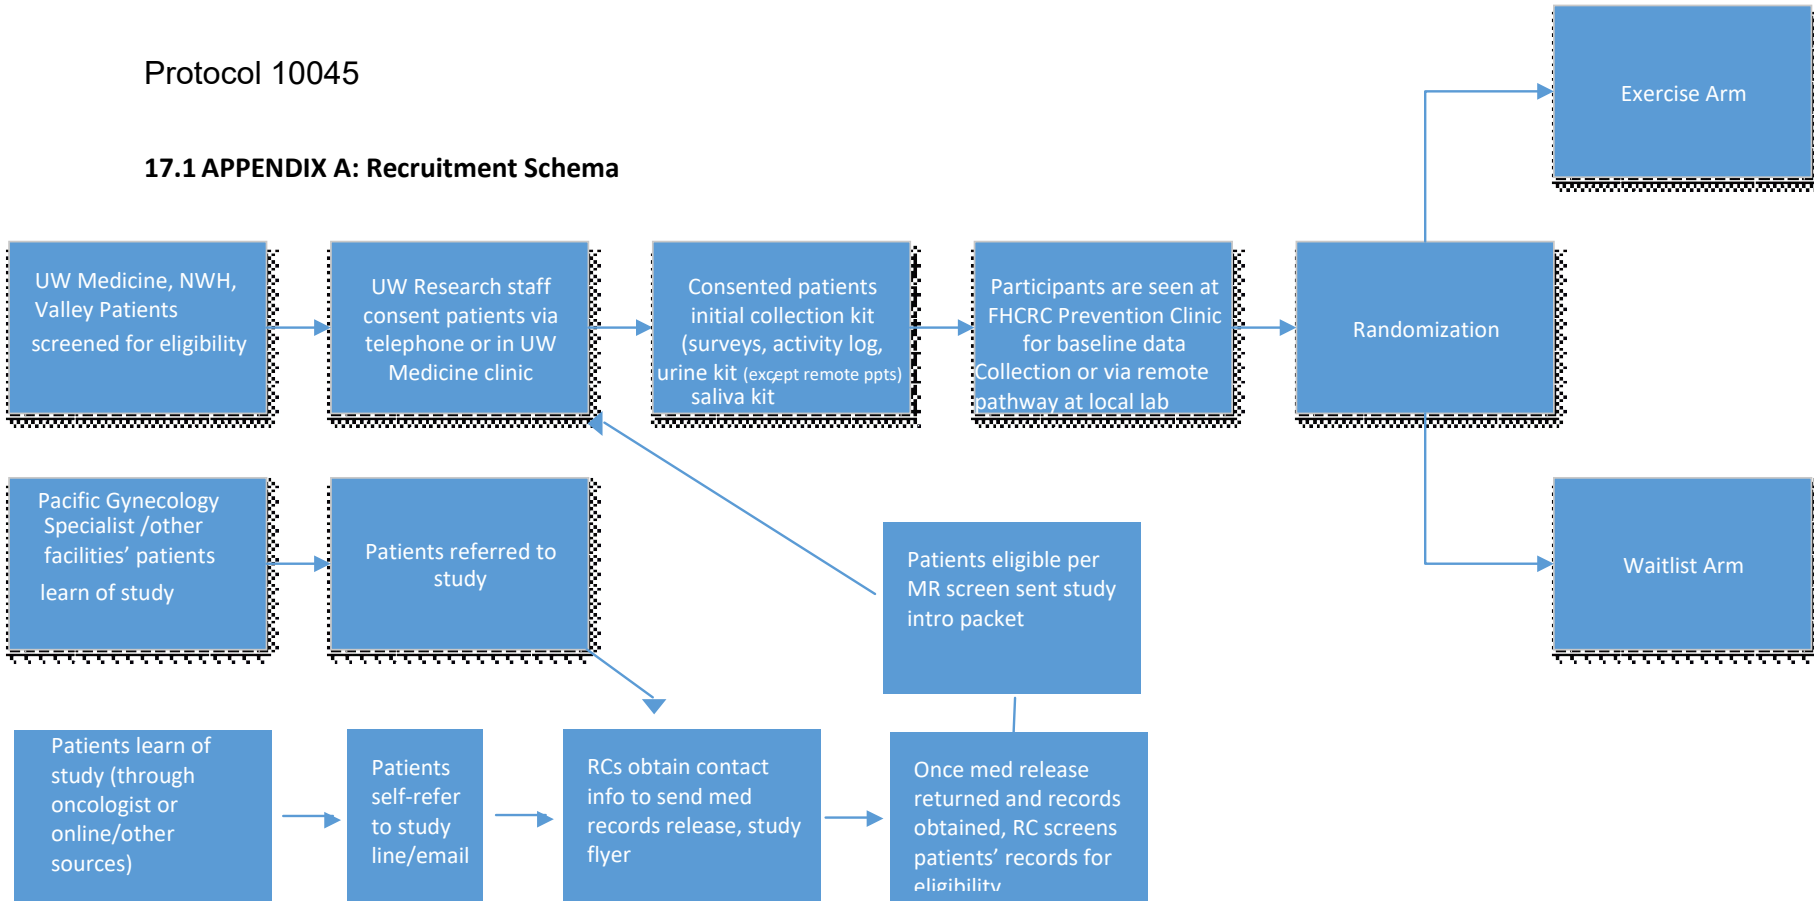 Protocol 10045
17.1 APPENDIX A: Recruitment Schema
Exercise Arm
UW Medicine, NWH,
Valley Patients
screened for eligibility
UW Research staff
consent patients via
telephone or in UW
Medicine clinic
Consented patients
initial collection kit
(surveys, activity log,
urine kit (except remote ppts)
saliva kit
Participants are seen at
FHCRC Prevention Clinic
for baseline data
Collection or via remote
pathway at local lab
Randomization
Pacific Gynecology
Specialist /other
facilities’ patients
learn of study
Patients referred to
study
Patients eligible per
MR screen sent study
intro packet
Waitlist Arm
Patients learn of
study (through
oncologist or
online/other
sources)
Patients
self-refer
to study
line/email
RCs obtain contact
info to send med
records release, study
flyer
Once med release
returned and records
obtained, RC screens
patients’ records for
eligibility